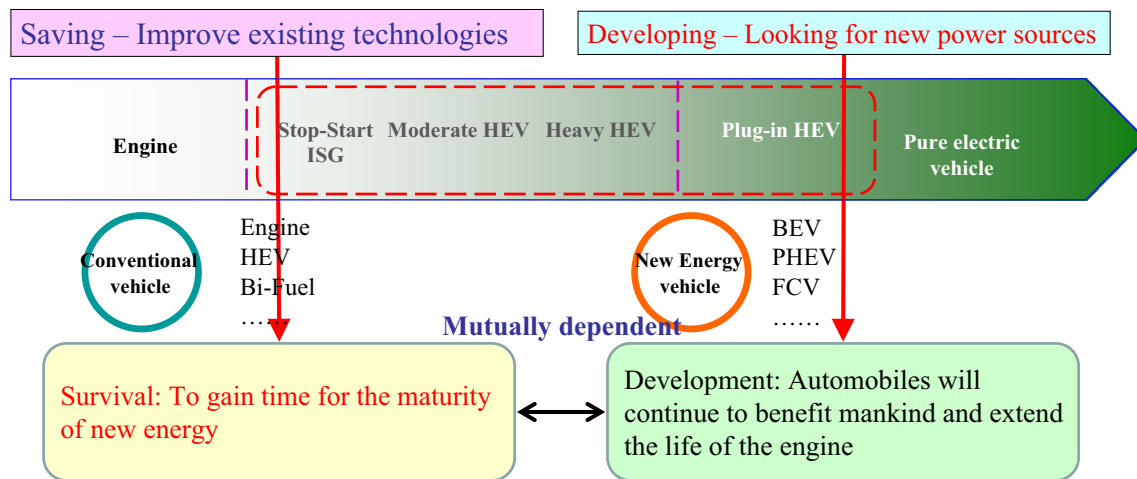 Saving – Improve existing technologies
Developing – Looking for new power sources
Engine
Stop-Start
ISG
Moderate HEV
Heavy HEV
Plug-in HEV
Pure electric
vehicle
Conventional
vehicle
Engine
HEV
Bi-Fuel
……
New Energy
vehicle
BEV
PHEV
FCV
……
Mutually dependent
Survival: To gain time for the maturity
of new energy
Development: Automobiles will
continue to benefit mankind and extend
the life of the engine